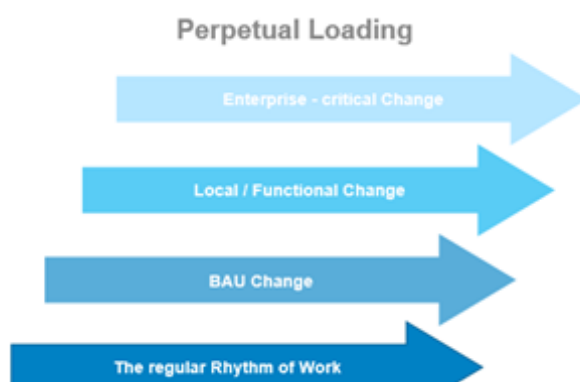 Perpetual Loading
Enterprise - critical Change
Local / Functional Change
BAU Change
The regular Rhythm of Work